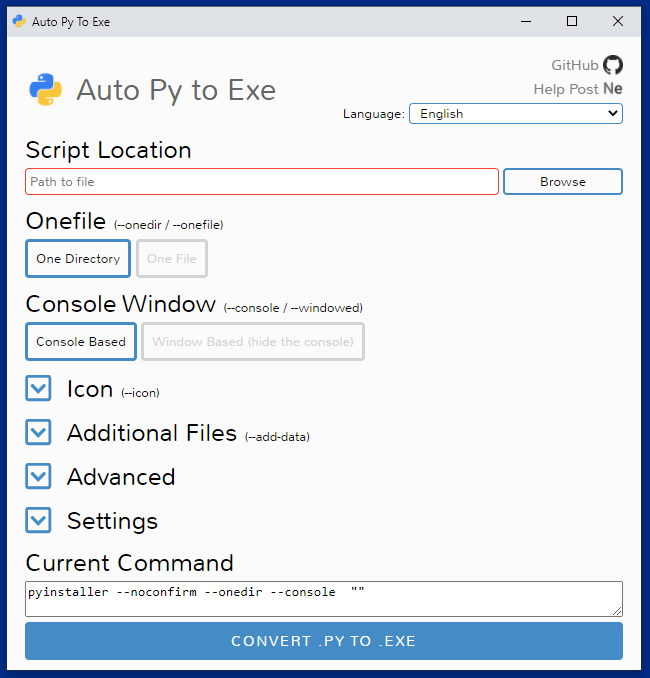 Auto Py To Exe
GitHub
Auto Py to Exe
Help Post Ne
Language: English
Script Location
Path to file Browse
Onefile (--onedir / --onefile)
One Directory One File
Console Window (--console / --windowed)
Console Based Window Based (hide the console)
Icon (--icon)
Additional Files (--add-data)
Advanced
Settings
Current Command
pyinstaller --noconfirm --onedir --console  ""
CONVERT .PY TO .EXE